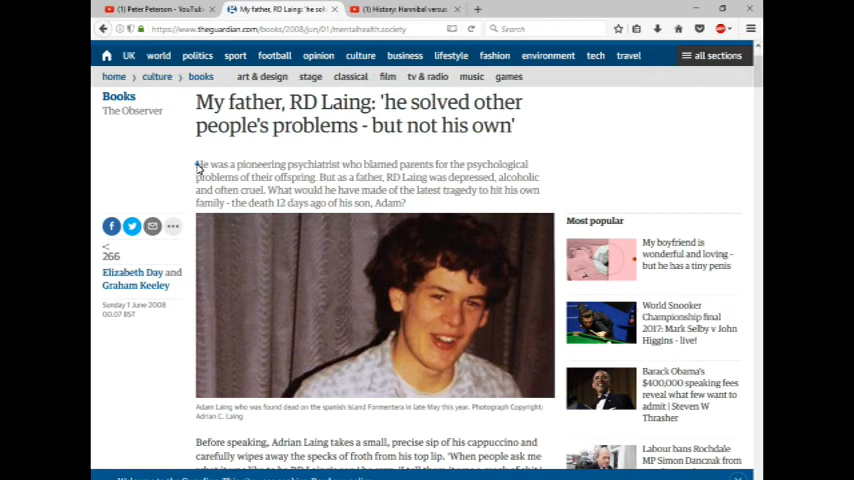 (1) Peter Peterson - YouTub
My father, RD Laing: 'he sol
(1) History: Hannibal versus
https://www.theguardian.com/books/2008/jun/01/mentalhealth.society
Search
UK world politics sport football opinion culture business lifestyle fashion environment tech travel all sections
home culture books art & design stage classical film tv & radio music games
Books
The Observer
My father, RD Laing: 'he solved other
people's problems - but not his own'
He was a pioneering psychiatrist who blamed parents for the psychological
problems of their offspring. But as a father, RD Laing was depressed, alcoholic
and often cruel. What would he have made of the latest tragedy to hit his own
family - the death 12 days ago of his son, Adam?
266
Elizabeth Day and
Graham Keeley
Sunday 1 June 2008
00.07 BST
Adam Laing who was found dead on the spanish island Formentera in late May this year. Photograph Copyright:
Adrian C. Laing
Before speaking, Adrian Laing takes a small, precise sip of his cappuccino and
carefully wipes away the specks of froth from his top lip. 'When people ask me
Most popular
My boyfriend is
wonderful and loving –
but he has a tiny penis
World Snooker
Championship final
2017: Mark Selby v John
Higgins – live!
Barack Obama's
$400,000 speaking fees
reveal what few want to
admit | Steven W
Thrasher
Labour bans Rochdale
MP Simon Danczuk from